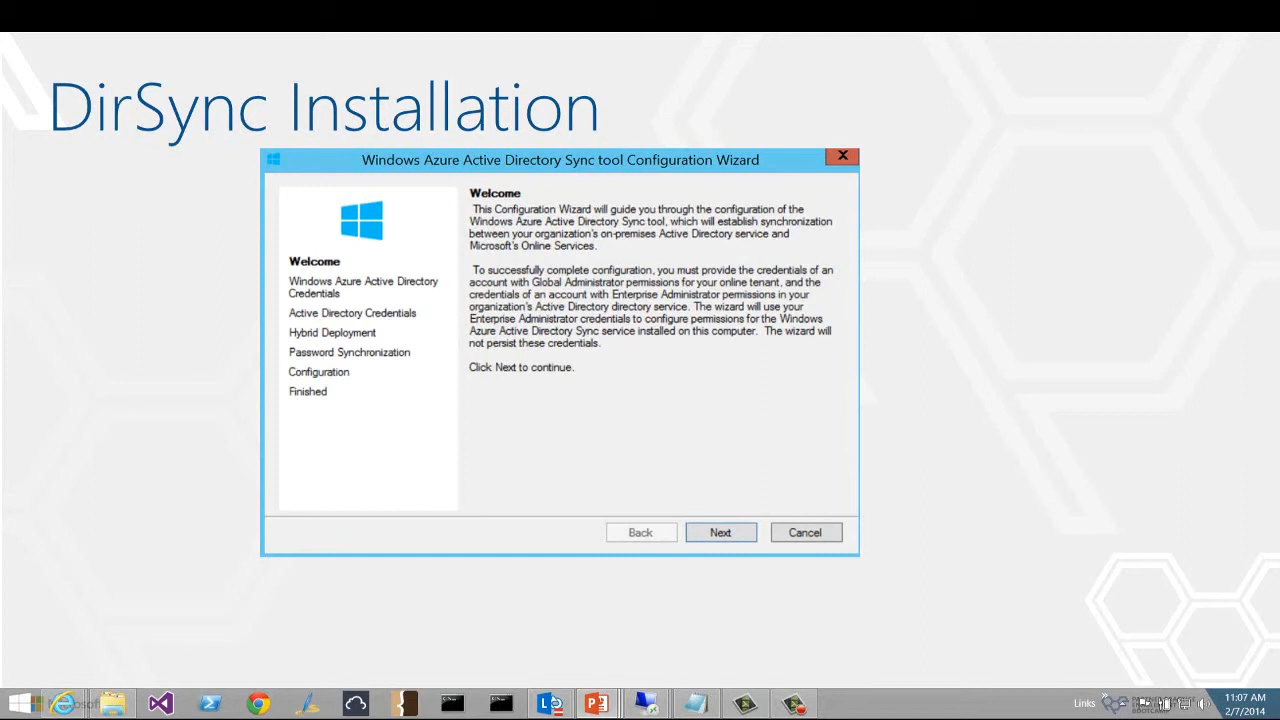 DirSync Installation
Windows Azure Active Directory Sync tool Configuration Wizard
Welcome
Windows Azure Active Directory
Credentials
Active Directory Credentials
Hybrid Deployment
Password Synchronization
Configuration
Finished
Welcome
This Configuration Wizard will guide you through the configuration of the
Windows Azure Active Directory Sync tool, which will establish synchronization
between your organization's on-premises Active Directory service and
Microsoft's Online Services.
To successfully complete configuration, you must provide the credentials of an
account with Global Administrator permissions for your online tenant, and the
credentials of an account with Enterprise Administrator permissions in your
organization's Active Directory directory service. The wizard will use your
Enterprise Administrator credentials to configure permissions for the Windows
Azure Active Directory Sync service installed on this computer. The wizard will
not persist these credentials.
Click Next to continue.
Back
Next
Cancel
Links
11:07 AM
2/7/2014